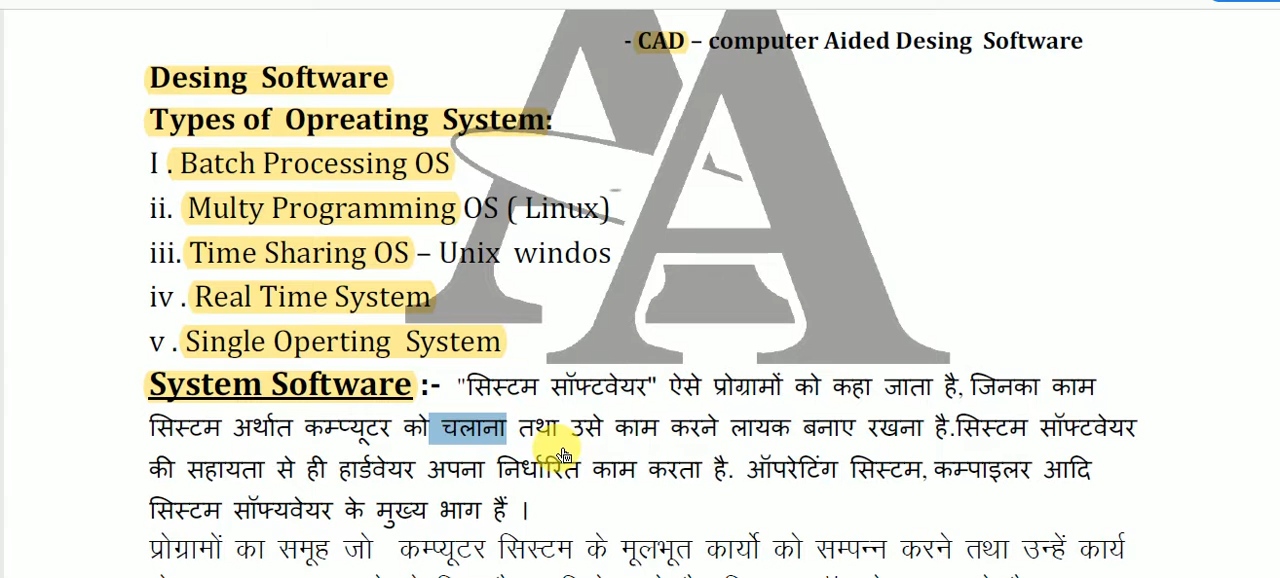 - CAD – computer Aided Desing Software
Desing Software
Types of Opreating System:
I . Batch Processing OS
ii. Multy Programming OS ( Linux)
iii. Time Sharing OS – Unix windos
iv . Real Time System
v . Single Operting System
System Software :- "सिस्टम सॉफ्टवेयर" ऐसे प्रोग्रामों को कहा जाता है, जिनका काम
सिस्टम अर्थात कम्प्यूटर को चलाना तथा उसे काम करने लायक बनाए रखना है.सिस्टम सॉफ्टवेयर
की सहायता से ही हार्डवेयर अपना निर्धारित काम करता है. ऑपरेटिंग सिस्टम, कम्पाइलर आदि
सिस्टम सॉफ्यवेयर के मुख्य भाग हैं ।
प्रोग्रामों का समूह जो कम्प्यूटर सिस्टम के मूलभूत कार्यो को सम्पन्न करने तथा उन्हें कार्य